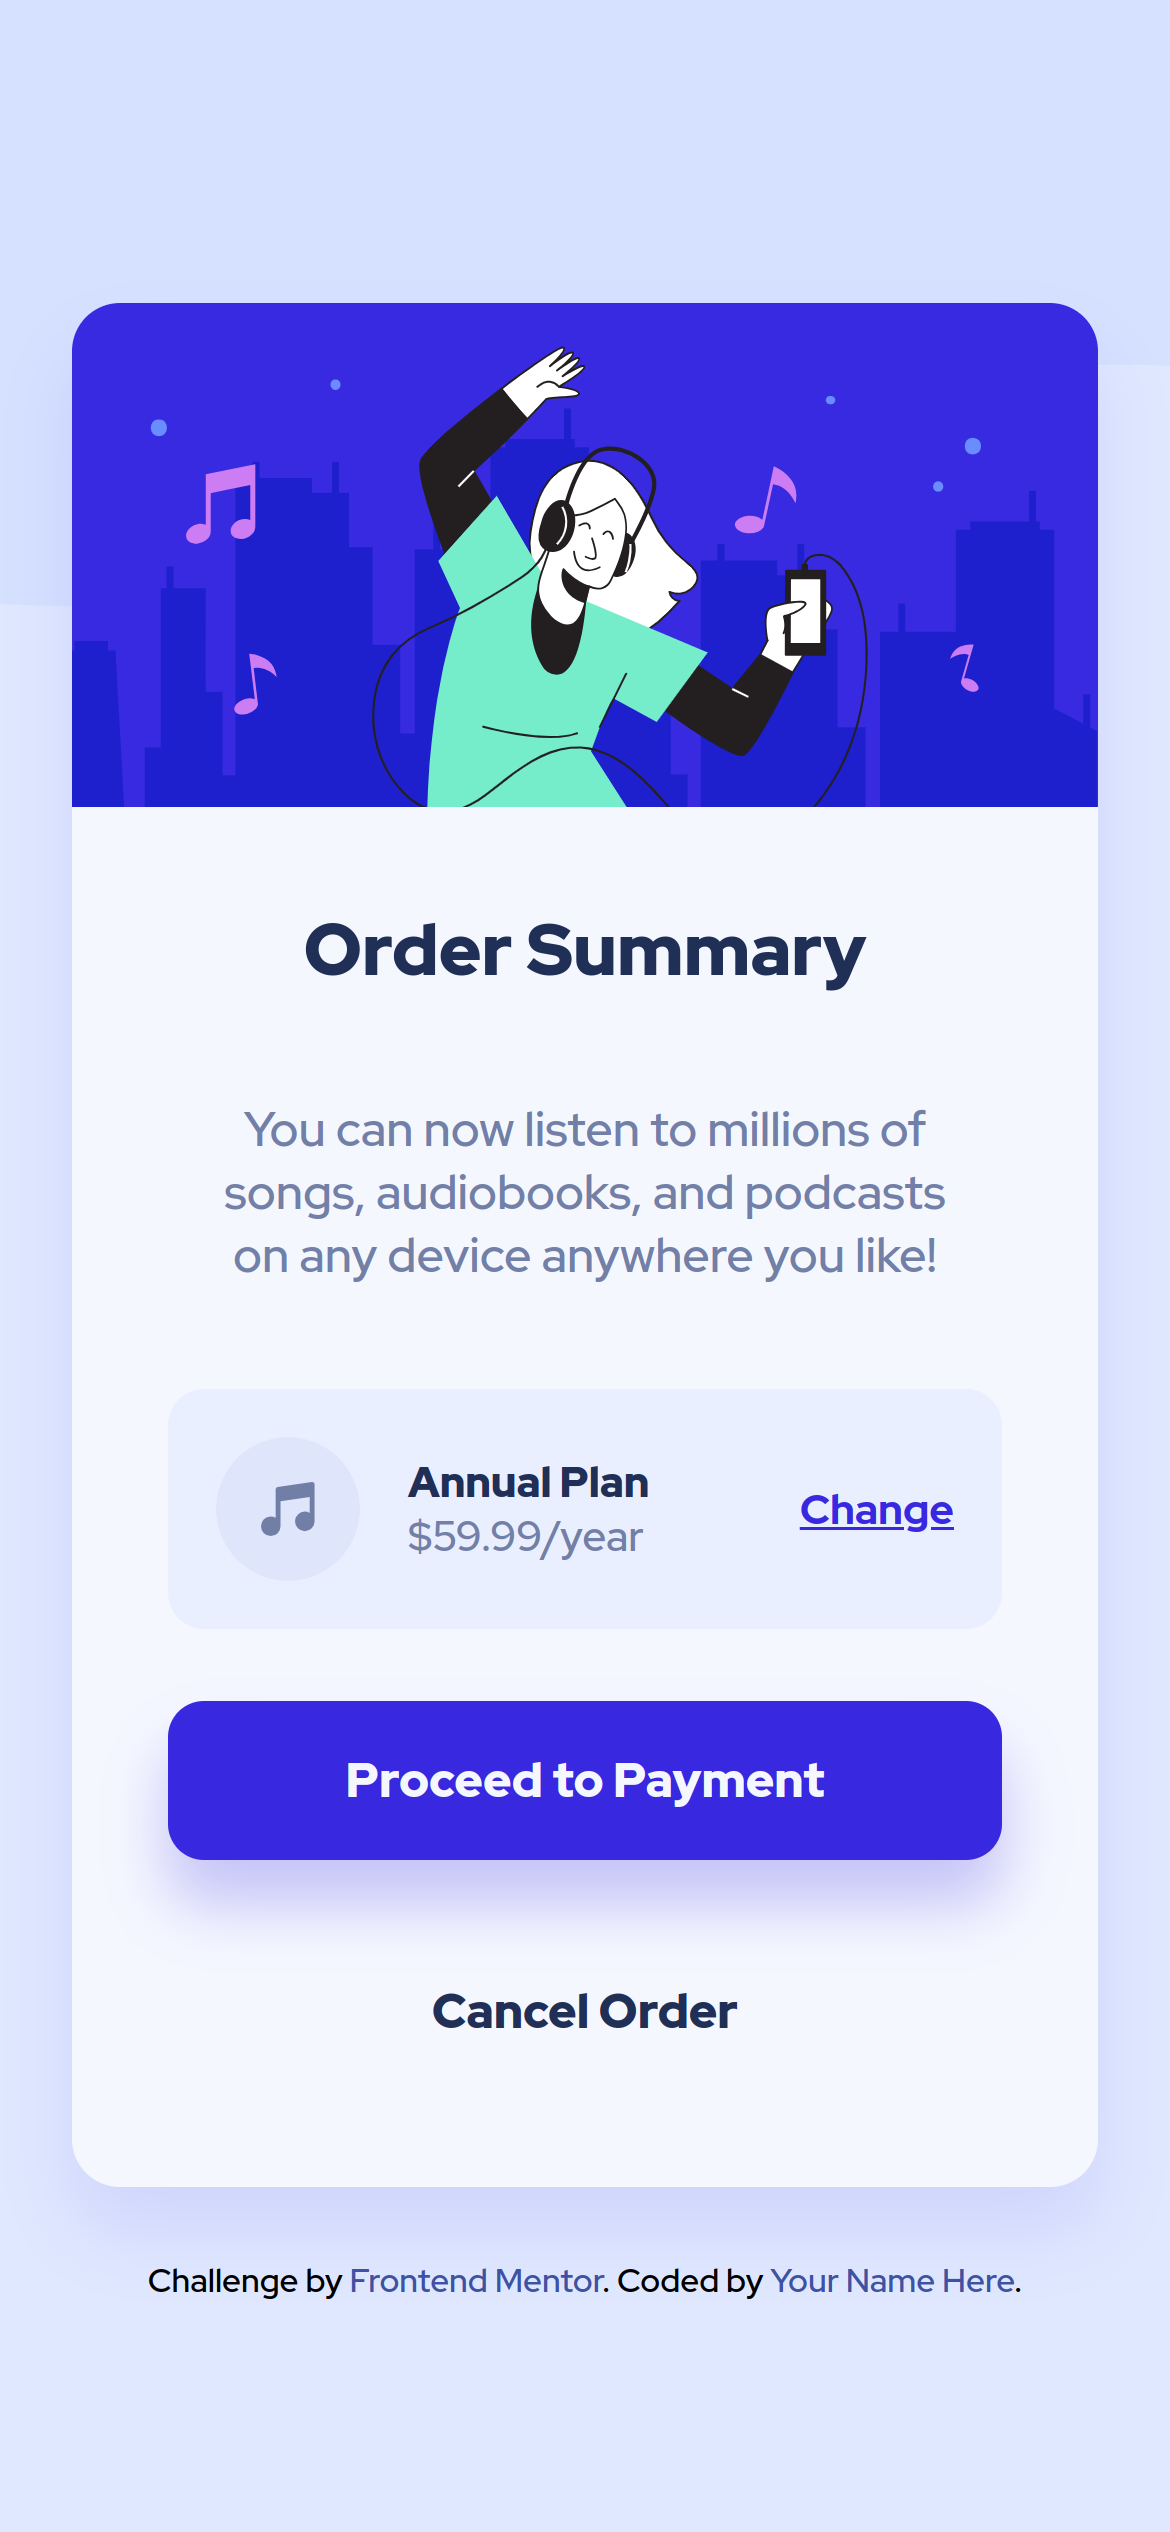 Order Summary
You can now listen to millions of
songs, audiobooks, and podcasts
on any device anywhere you like!
Annual Plan
$59.99/year
Change
Proceed to Payment
Cancel Order
Challenge by Frontend Mentor. Coded by Your Name Here.